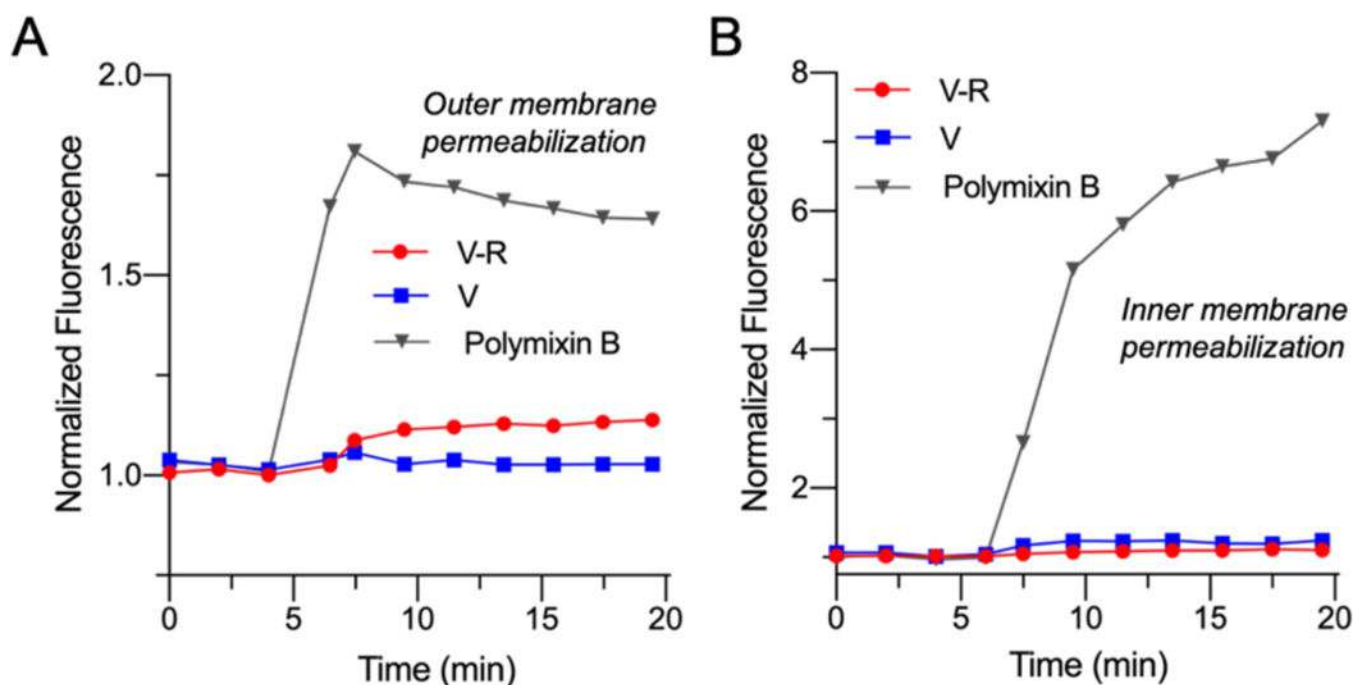 A
Normalized Fluorescence
2.0
1.5
1.0
Outer membrane
permeabilization
V-R
V
Polymixin B
0 5 10 15 20
Time (min)
B
Normalized Fluorescence
8
6
4
2
V-R
V
Polymixin B
Inner membrane
permeabilization
0 5 10 15 20
Time (min)